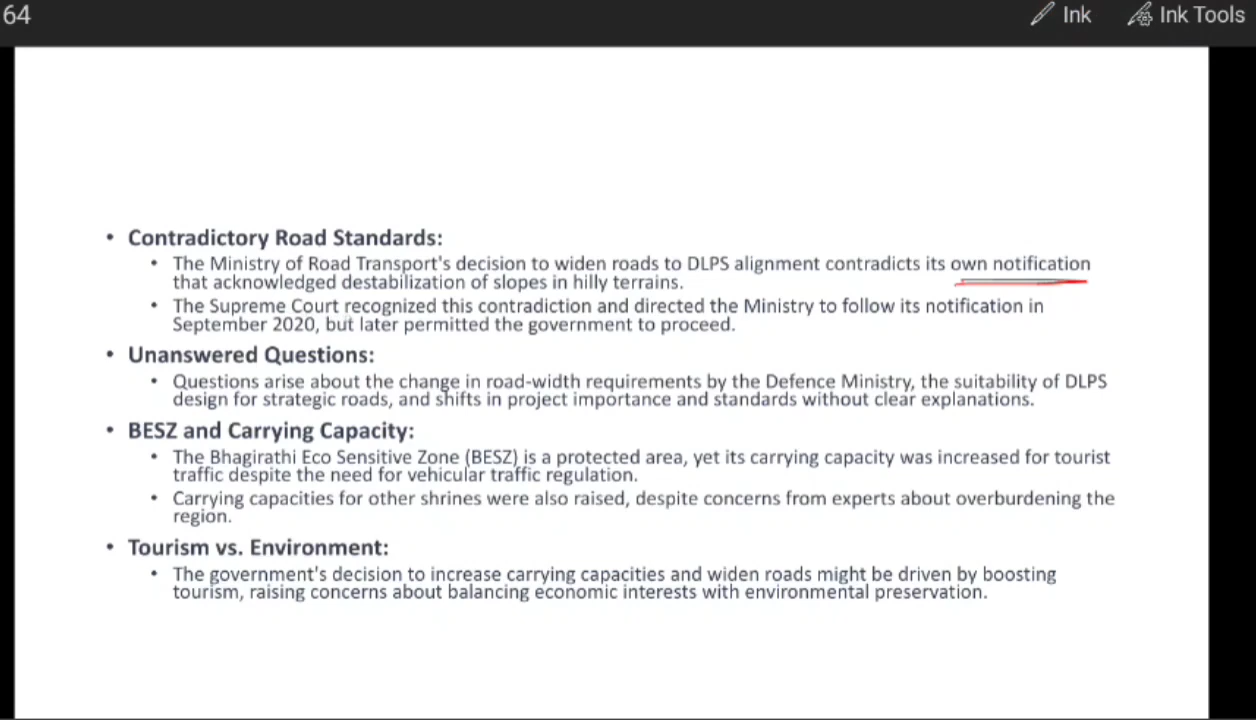 64
Ink
Ink Tools
• Contradictory Road Standards:
• The Ministry of Road Transport's decision to widen roads to DLPS alignment contradicts its own notification
that acknowledged destabilization of slopes in hilly terrains.
• The Supreme Court recognized this contradiction and directed the Ministry to follow its notification in
September 2020, but later permitted the government to proceed.
• Unanswered Questions:
• Questions arise about the change in road-width requirements by the Defence Ministry, the suitability of DLPS
design for strategic roads, and shifts in project importance and standards without clear explanations.
• BESZ and Carrying Capacity:
• The Bhagirathi Eco Sensitive Zone (BESZ) is a protected area, yet its carrying capacity was increased for tourist
traffic despite the need for vehicular traffic regulation.
• Carrying capacities for other shrines were also raised, despite concerns from experts about overburdening the
region.
• Tourism vs. Environment:
• The government's decision to increase carrying capacities and widen roads might be driven by boosting
tourism, raising concerns about balancing economic interests with environmental preservation.